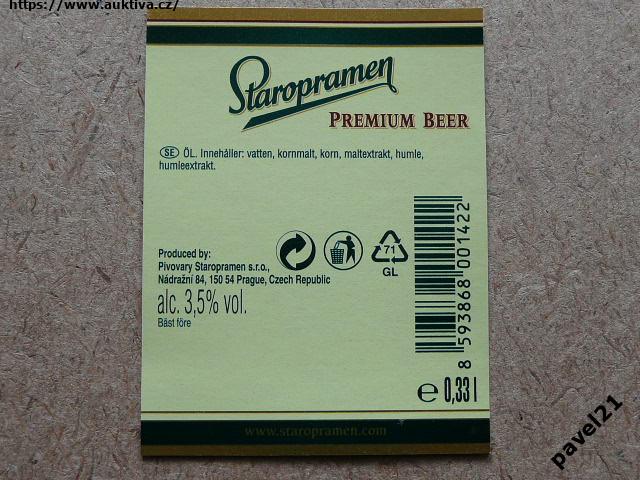 https://www.auktiva.cz/
Staropramen
PREMIUM BEER
SE ÖL. Innehåller: vatten, kornmalt, korn, maltextrakt, humle,
humleextrakt.
Produced by:
Pivovary Staropramen s.r.o.,
Nádražní 84, 150 54 Prague, Czech Republic
alc. 3,5% vol.
Bäst före
71
GL
8 593868 001422
e 0,33 l
www.staropramen.com
pavel21